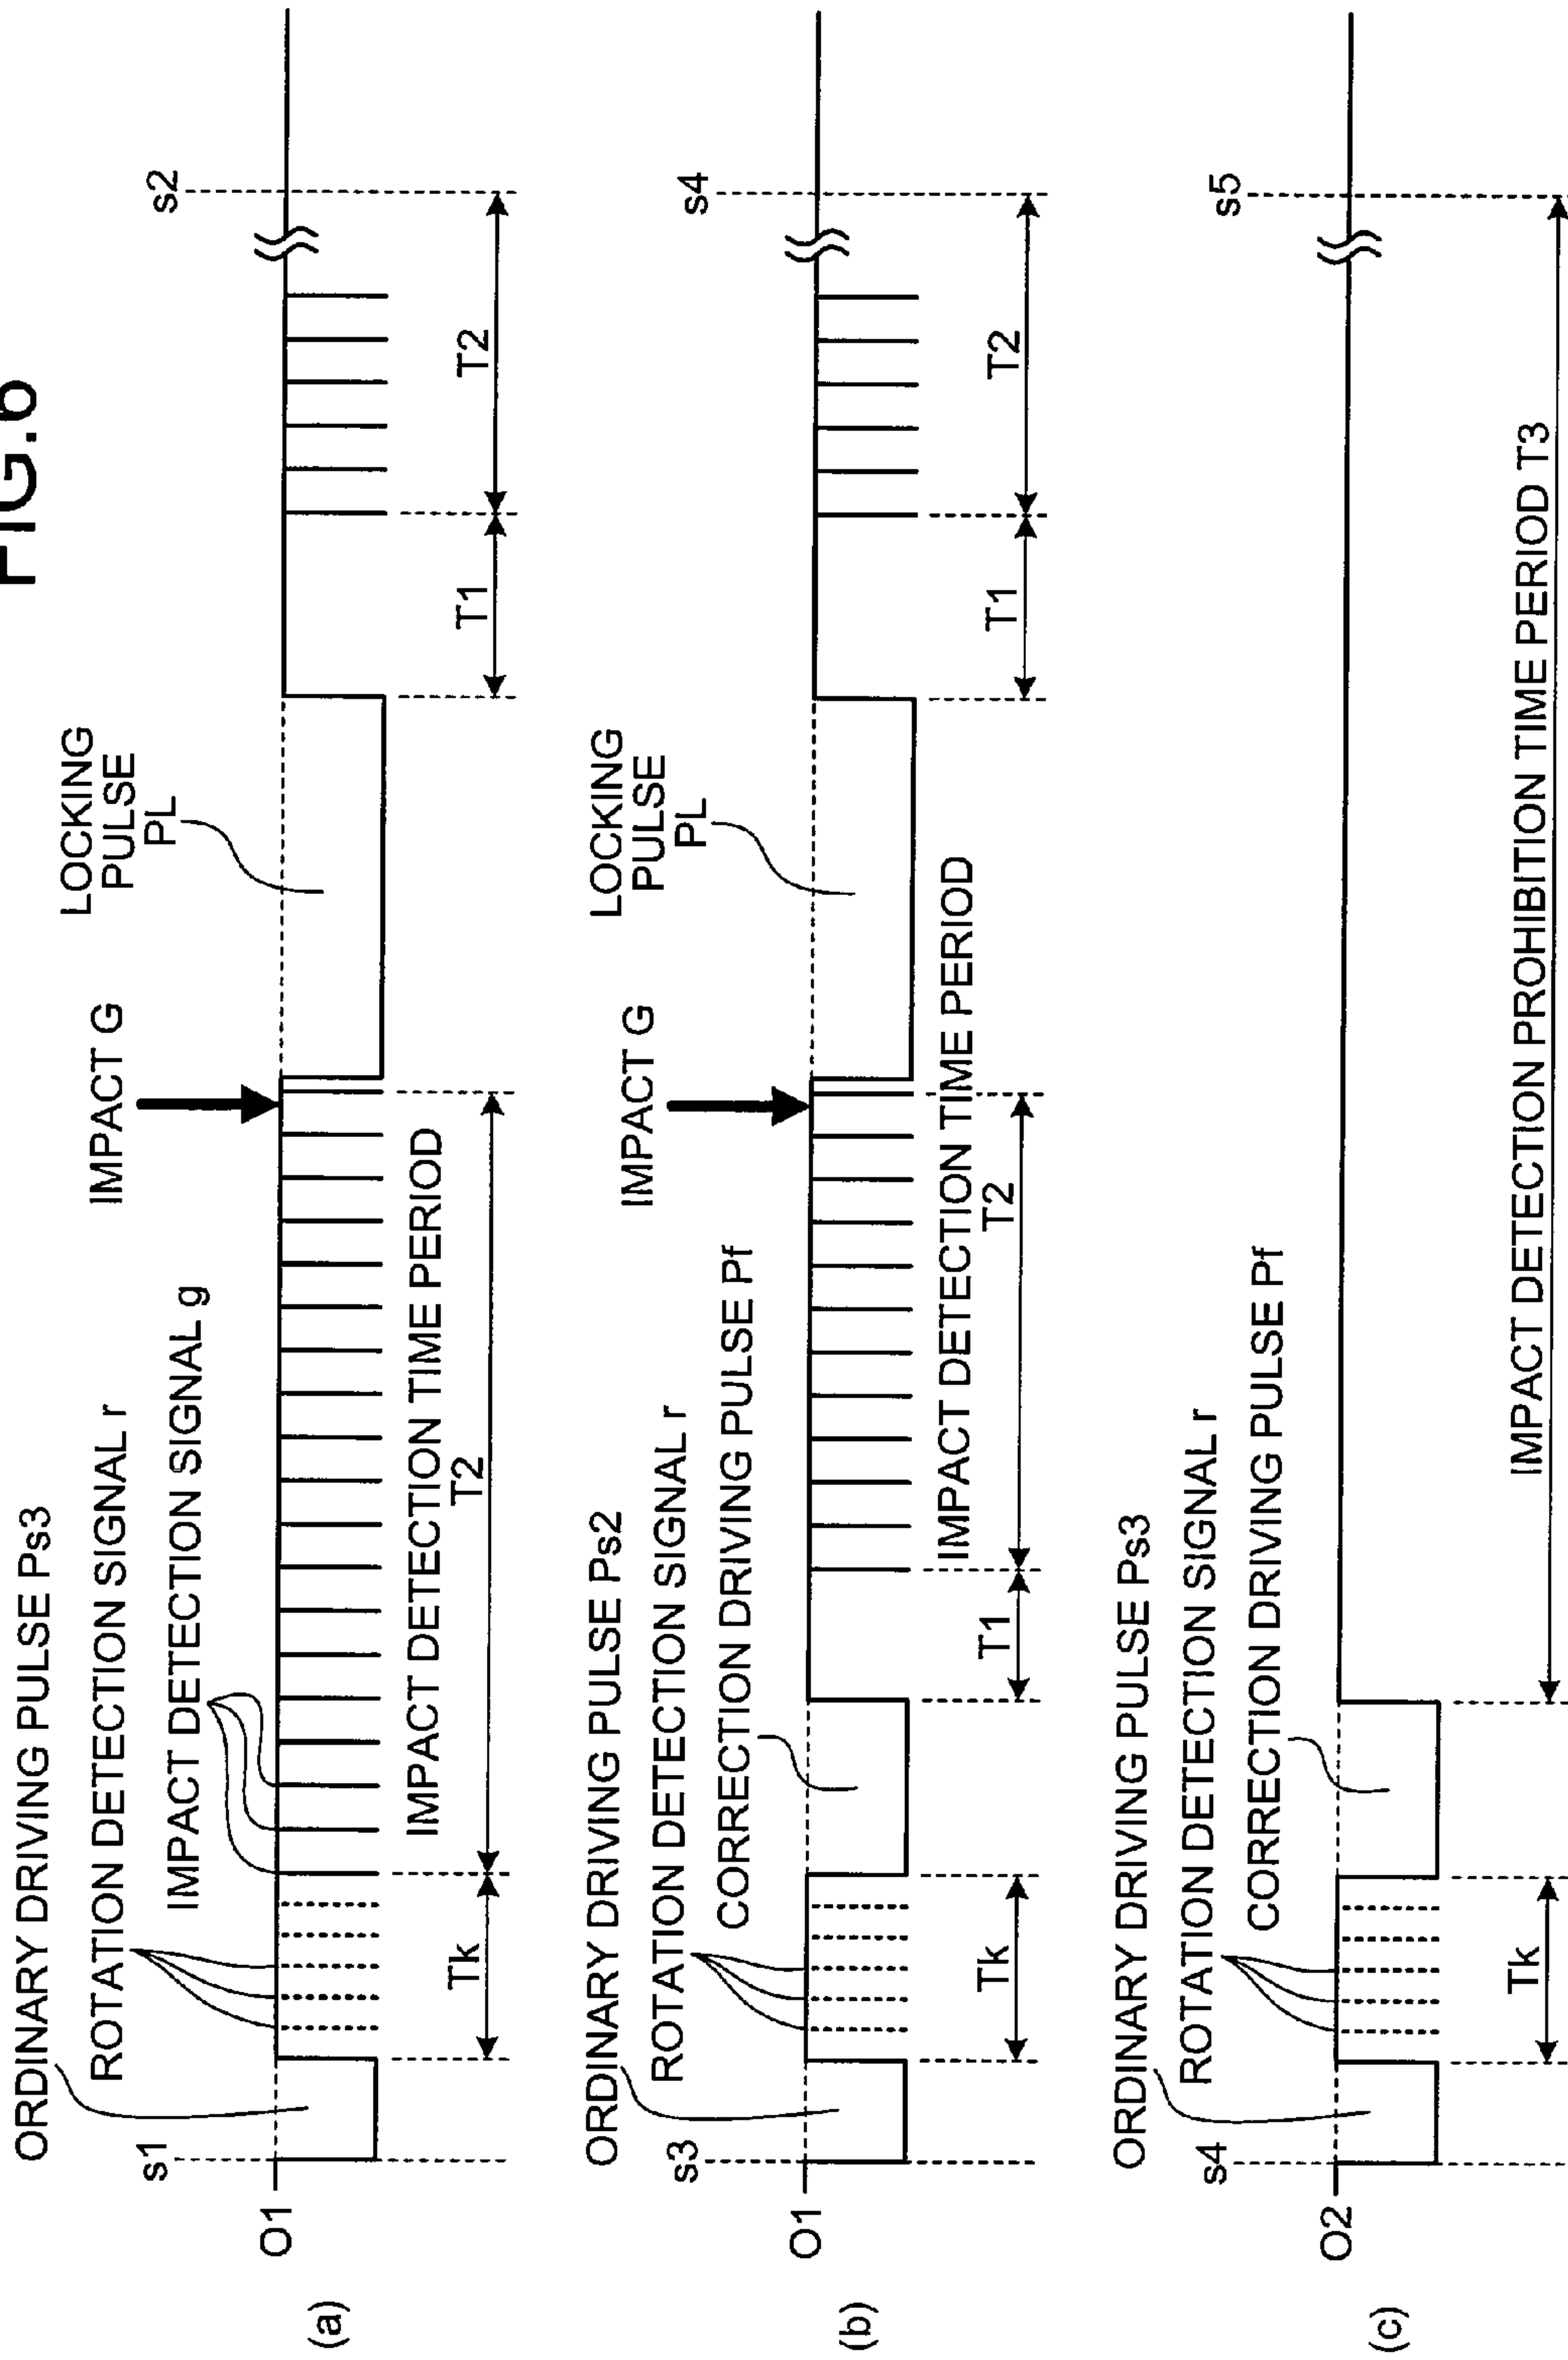 FIG.6
(a)
O1
s1
ORDINARY DRIVING PULSE Ps3
ROTATION DETECTION SIGNAL r
IMPACT DETECTION SIGNAL g
IMPACT G
LOCKING
PULSE
PL
s2
Tk
IMPACT DETECTION TIME PERIOD
T2
T1
T2
(b)
O1
s3
ORDINARY DRIVING PULSE Ps2
ROTATION DETECTION SIGNAL r
CORRECTION DRIVING PULSE Pf
IMPACT G
LOCKING
PULSE
PL
s4
Tk
T1
IMPACT DETECTION TIME PERIOD
T2
T1
T2
(c)
O2
s4
ORDINARY DRIVING PULSE Ps3
ROTATION DETECTION SIGNAL r
CORRECTION DRIVING PULSE Pf
s5
Tk
IMPACT DETECTION PROHIBITION TIME PERIOD T3